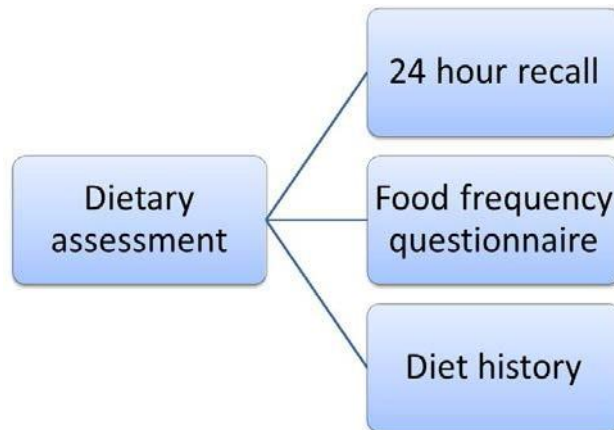 24 hour recall
Dietary
assessment
Food frequency
questionnaire
Diet history